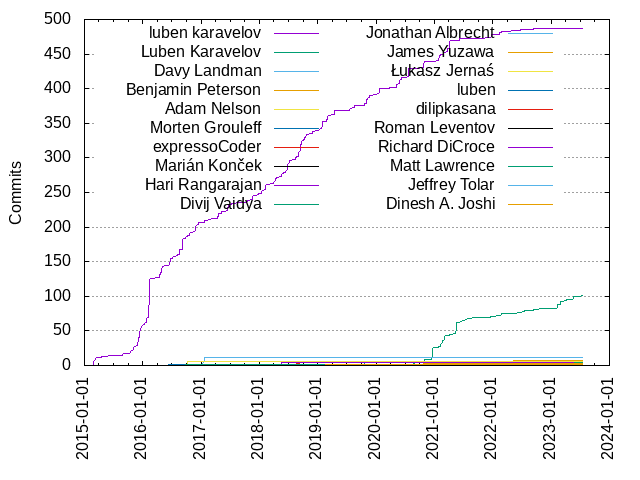 500
450
400
350
300
250
200
150
100
50
0
Commits
luben karavelov
Luben Karavelov
Davy Landman
Benjamin Peterson
Adam Nelson
Morten Grouleff
expressoCoder
Marián Konček
Hari Rangarajan
Divij Vaidya
Jonathan Albrecht
James Yuzawa
Łukasz Jernaś
luben
dilipkasana
Roman Leventov
Richard DiCroce
Matt Lawrence
Jeffrey Tolar
Dinesh A. Joshi
2015-01-01
2016-01-01
2017-01-01
2018-01-01
2019-01-01
2020-01-01
2021-01-01
2022-01-01
2023-01-01
2024-01-01